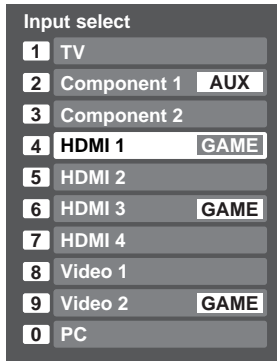 Input select
1 TV
2 Component 1 AUX
3 Component 2
4 HDMI 1 GAME
5 HDMI 2
6 HDMI 3 GAME
7 HDMI 4
8 Video 1
9 Video 2 GAME
0 PC